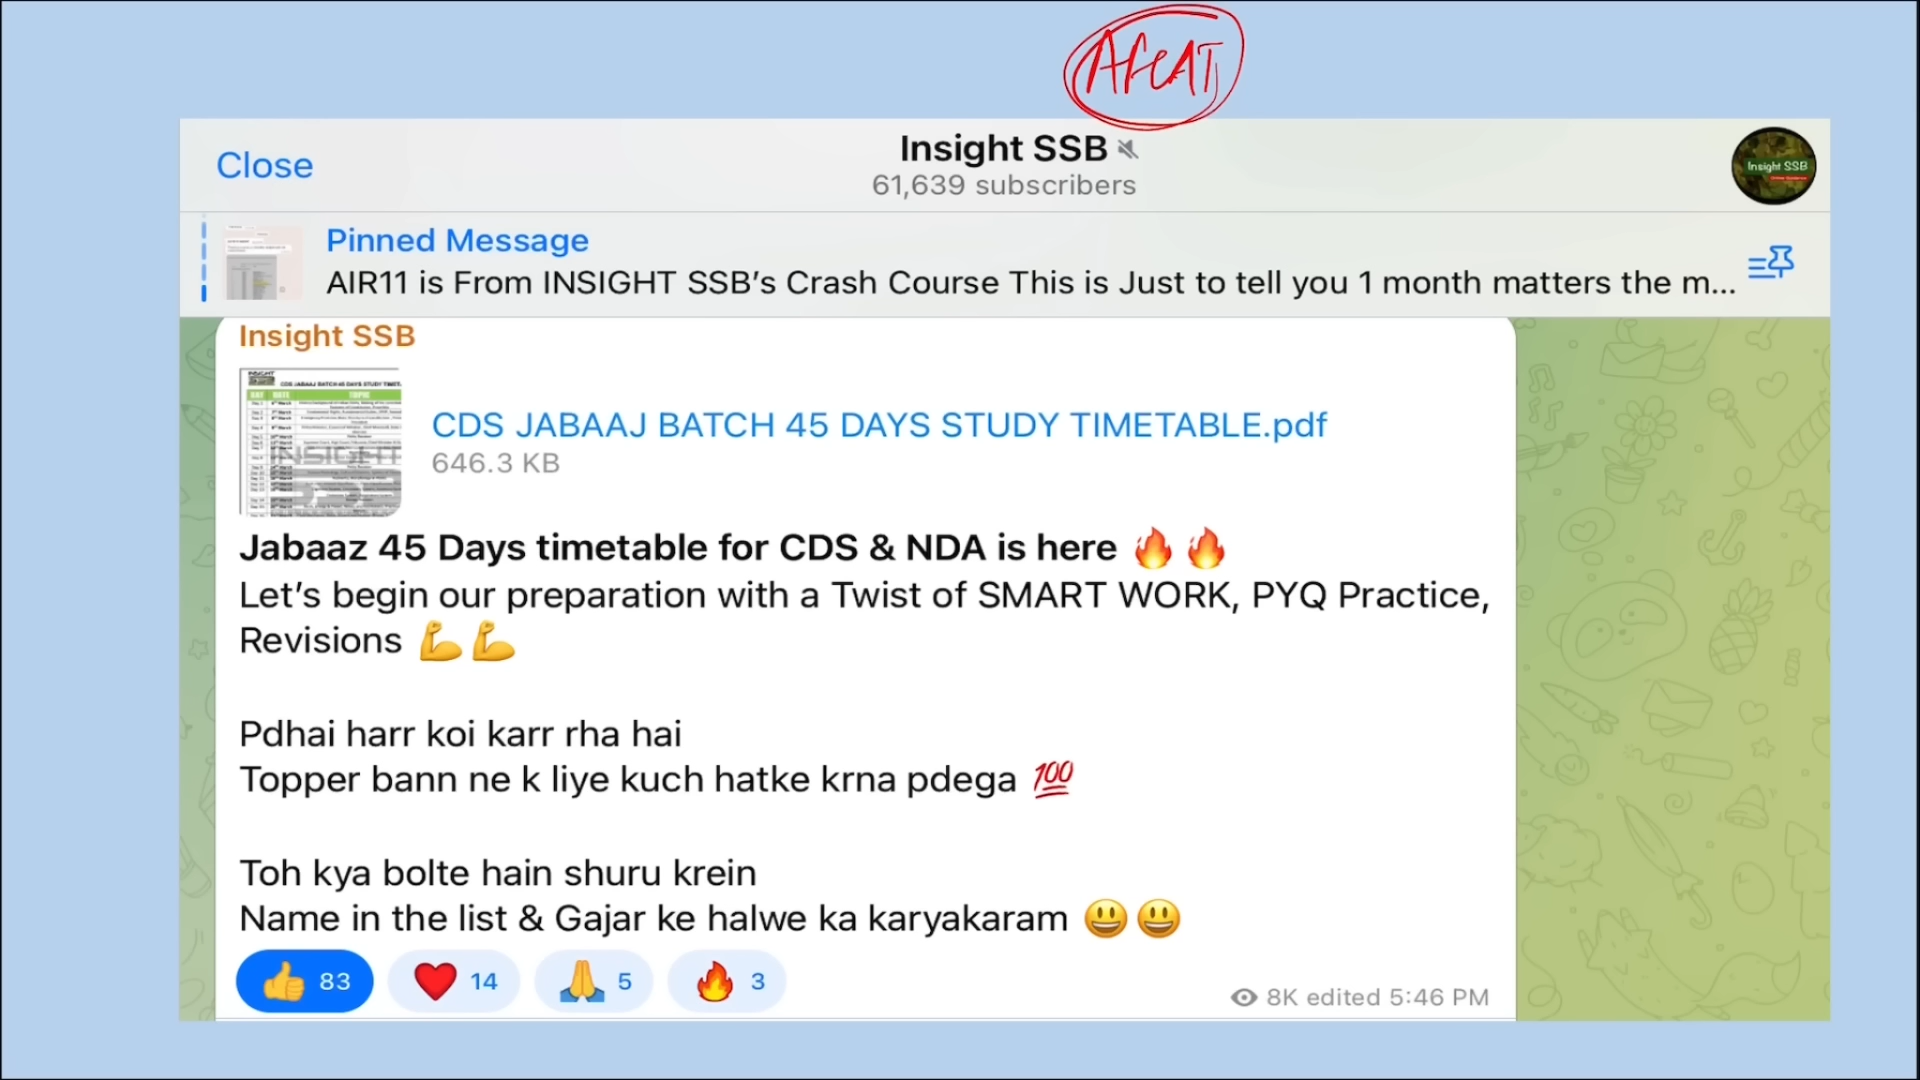 AFCAT
Close
Insight SSB
61,639 subscribers
Insight SSB
Pinned Message
AIR11 is From INSIGHT SSB’s Crash Course This is Just to tell you 1 month matters the m...
Insight SSB
CDS JABAAJ BATCH 45 DAYS STUDY TIMETABLE.pdf
646.3 KB
Jabaaz 45 Days timetable for CDS & NDA is here 🔥🔥
Let’s begin our preparation with a Twist of SMART WORK, PYQ Practice,
Revisions 💪💪
Pdhai harr koi karr rha hai
Topper bann ne k liye kuch hatke krna pdega 💯
Toh kya bolte hain shuru krein
Name in the list & Gajar ke halwe ka karyakaram 😃😃
👍 83 ❤️ 14 🙏 5 🔥 3
8K edited 5:46 PM